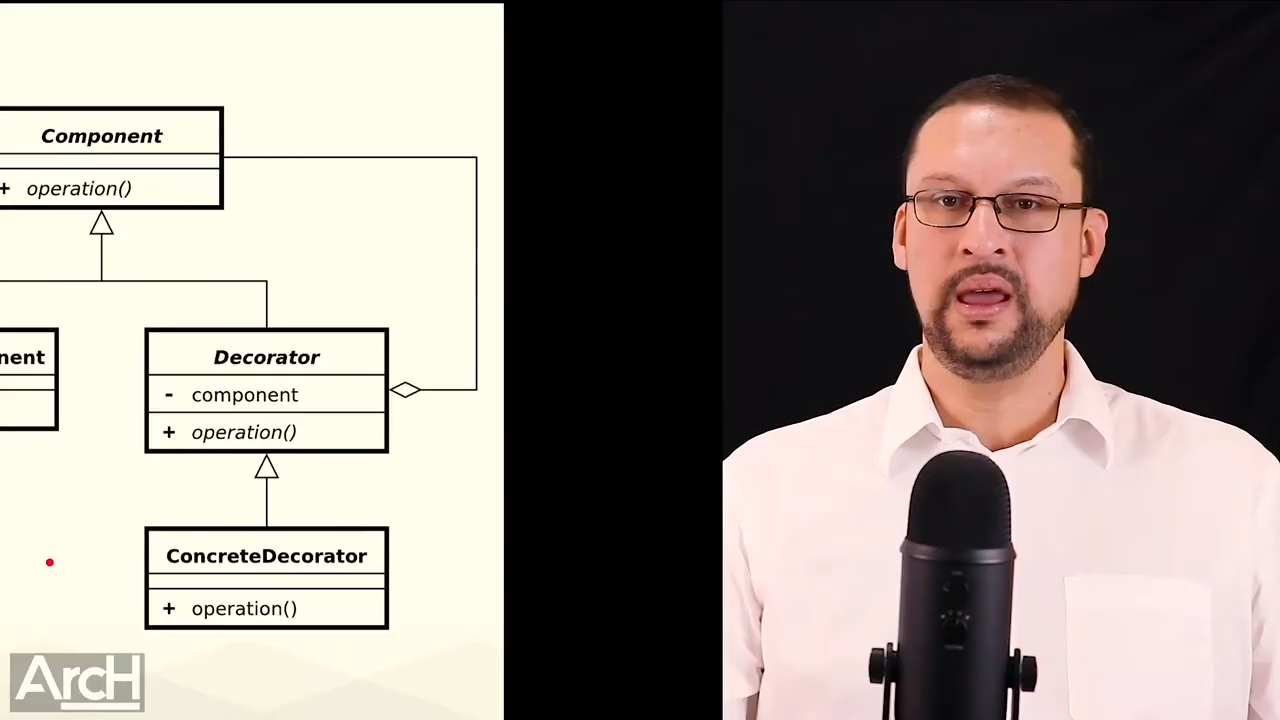 Component
+ operation()
nent
Decorator
- component
+ operation()
ConcreteDecorator
+ operation()
ArcH